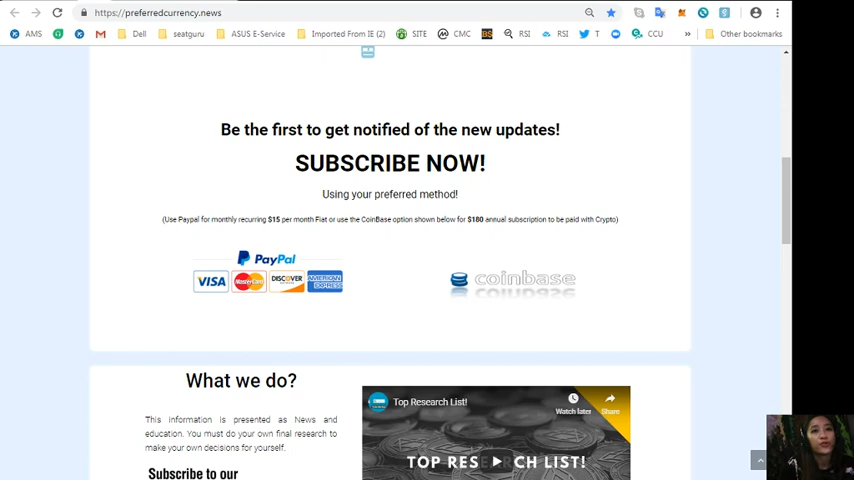 https://preferredcurrency.news
AMS
Dell
seatguru
ASUS E-Service
Imported From IE (2)
SITE
CMC
RSI
RSI
T
CCU
»
Other bookmarks
Be the first to get notified of the new updates!
SUBSCRIBE NOW!
Using your preferred method!
(Use Paypal for monthly recurring $15 per month Fiat or use the CoinBase option shown below for $180 annual subscription to be paid with Crypto)
PayPal
VISA MasterCard DISCOVER AMERICAN EXPRESS
coinbase
What we do?
This information is presented as News and
education. You must do your own final research to
make your own decisions for yourself.
Subscribe to our
Top Research List!
Watch later
Share
TOP RESE CH LIST!